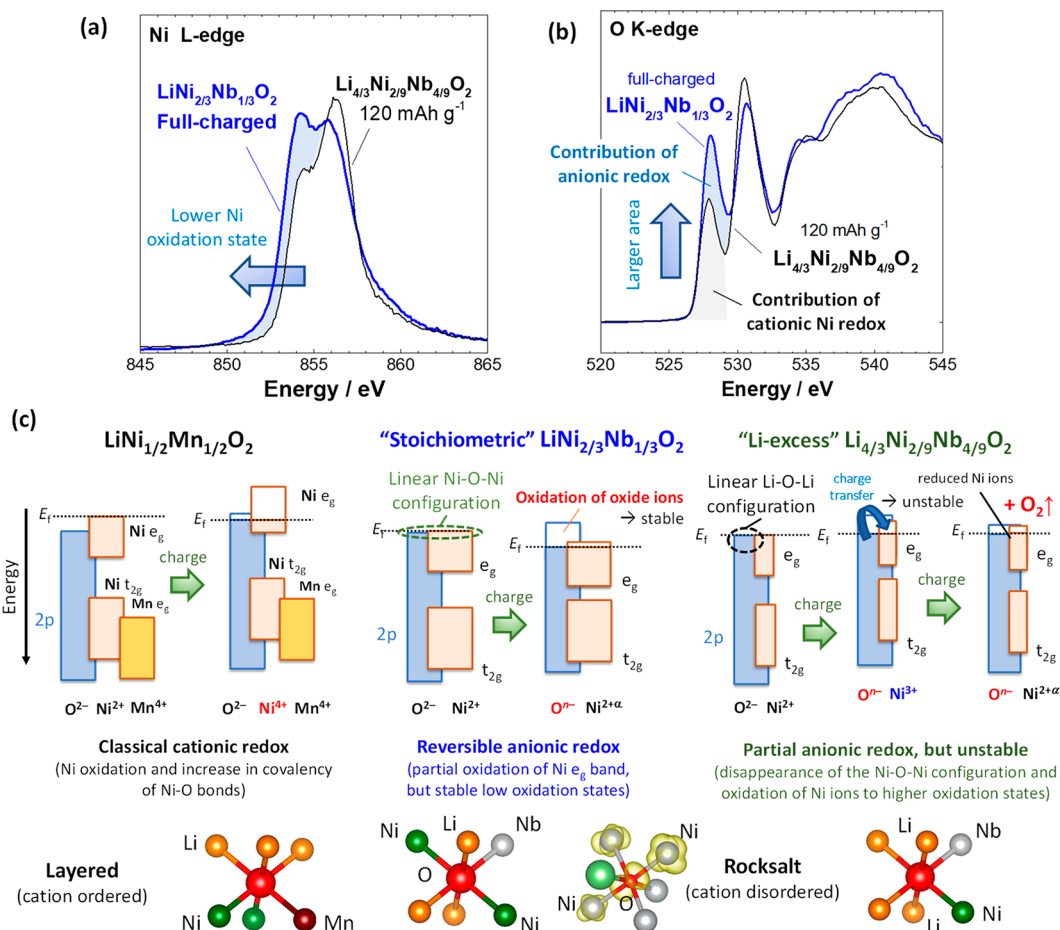 (a)
Ni L-edge
LiNi2/3Nb1/3O2
Full-charged
Li4/3Ni2/9Nb4/9O2
120 mAh g-1
Lower Ni
oxidation state
845 850 855 860 865
Energy / eV
(b)
O K-edge
full-charged
LiNi2/3Nb1/3O2
Contribution of
anionic redox
Larger area
120 mAh g-1
Li4/3Ni2/9Nb4/9O2
Contribution of
cationic Ni redox
520 525 530 535 540 545
Energy / eV
(c)
LiNi1/2Mn1/2O2
Energy
Ef
Ni eg
Ni t2g
Mn eg
2p
O2– Ni2+ Mn4+
charge
Ef
Ni eg
Ni t2g
Mn eg
O2– Ni4+ Mn4+
Classical cationic redox
(Ni oxidation and increase in covalency
of Ni-O bonds)
“Stoichiometric” LiNi2/3Nb1/3O2
Linear Ni-O-Ni
configuration
Ef
eg
2p
t2g
O2– Ni2+
charge
Oxidation of oxide ions
→ stable
Ef
eg
t2g
On– Ni2+α
Reversible anionic redox
(partial oxidation of Ni eg band,
but stable low oxidation states)
“Li-excess” Li4/3Ni2/9Nb4/9O2
Linear Li-O-Li
configuration
Ef
eg
2p
t2g
O2– Ni2+
charge
charge
transfer
→ unstable
Ef
eg
t2g
On– Ni3+
charge
reduced Ni ions
+ O2↑
Ef
eg
t2g
On– Ni2+α
Partial anionic redox, but unstable
(disappearance of the Ni-O-Ni configuration and
oxidation of Ni ions to higher oxidation states)
Layered
(cation ordered)
Li
Ni
Mn
Ni
Li
Nb
O
Ni
Ni
Ni
O
Rocksalt
(cation disordered)
Li
Nb
Li
Ni